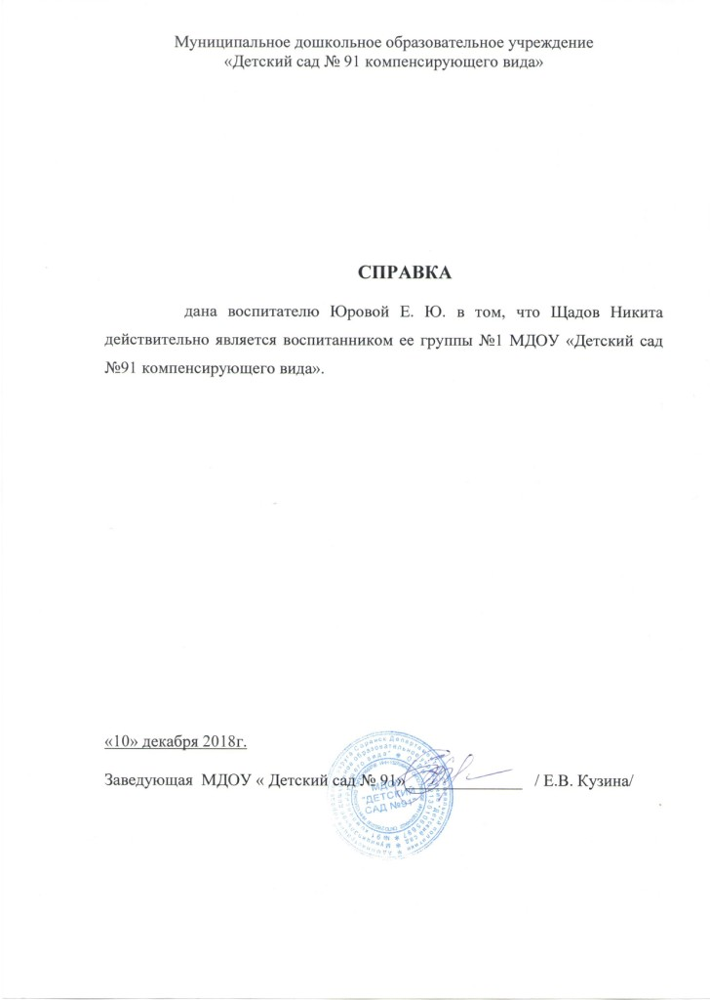 Муниципальное дошкольное образовательное учреждение
«Детский сад № 91 компенсирующего вида»
СПРАВКА
дана воспитателю Юровой Е. Ю. в том, что Щадов Никита
действительно является воспитанником ее группы №1 МДОУ «Детский сад
№91 компенсирующего вида».
«10» декабря 2018г.
Заведующая МДОУ « Детский сад № 91» / Е.В. Кузина/
МДОУ
"ДЕТСКИЙ
САД №91"